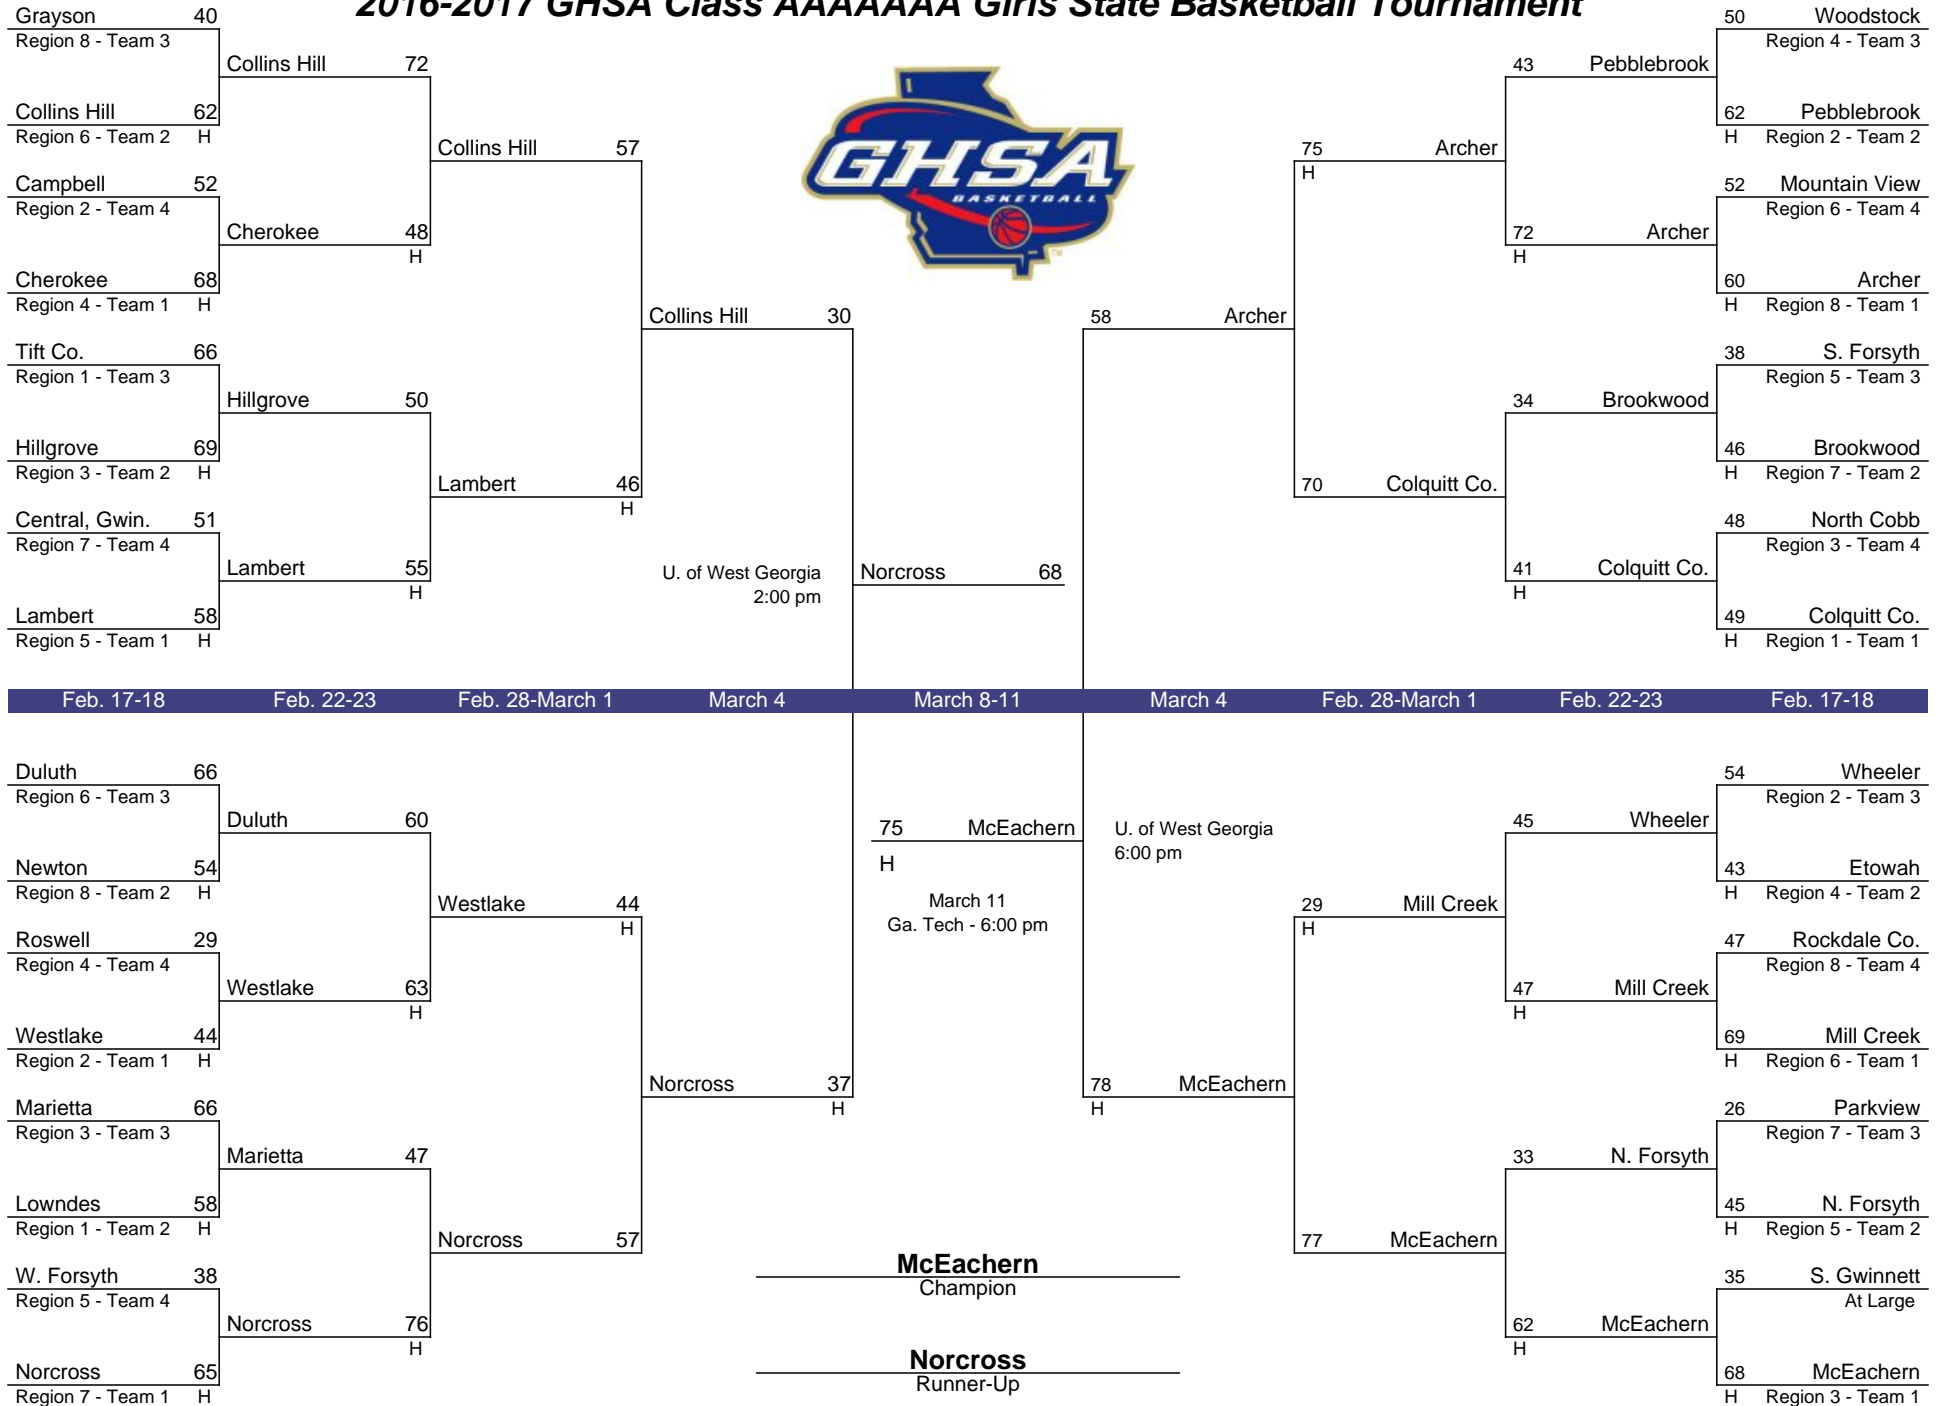 2016-2017 GHSA Class AAAAAAA Girls State Basketball Tournament
Grayson 40
Region 8 - Team 3
Collins Hill 72
Collins Hill 62
Region 6 - Team 2 H
Collins Hill 57
Campbell 52
Region 2 - Team 4
Cherokee 48
H
Cherokee 68
Region 4 - Team 1 H
Collins Hill 30
Tift Co. 66
Region 1 - Team 3
Hillgrove 50
Hillgrove 69
Region 3 - Team 2 H
Lambert 46
H
Central, Gwin. 51
Region 7 - Team 4
Lambert 55
H
Lambert 58
Region 5 - Team 1 H
U. of West Georgia
2:00 pm
Norcross 68
GHSA
BASKETBALL
TM
50 Woodstock
Region 4 - Team 3
43 Pebblebrook
62 Pebblebrook
H Region 2 - Team 2
75 Archer
H
52 Mountain View
Region 6 - Team 4
72 Archer
H
60 Archer
H Region 8 - Team 1
58 Archer
38 S. Forsyth
Region 5 - Team 3
34 Brookwood
46 Brookwood
H Region 7 - Team 2
70 Colquitt Co.
48 North Cobb
Region 3 - Team 4
41 Colquitt Co.
H
49 Colquitt Co.
H Region 1 - Team 1
Feb. 17-18 Feb. 22-23 Feb. 28-March 1 March 4 March 8-11 March 4 Feb. 28-March 1 Feb. 22-23 Feb. 17-18
Duluth 66
Region 6 - Team 3
Duluth 60
Newton 54
Region 8 - Team 2 H
Westlake 44
H
Roswell 29
Region 4 - Team 4
Westlake 63
H
Westlake 44
Region 2 - Team 1 H
Norcross 37
H
Marietta 66
Region 3 - Team 3
Marietta 47
Lowndes 58
Region 1 - Team 2 H
Norcross 57
W. Forsyth 38
Region 5 - Team 4
Norcross 76
H
Norcross 65
Region 7 - Team 1 H
75 McEachern
H
March 11
Ga. Tech - 6:00 pm
U. of West Georgia
6:00 pm
McEachern
Champion
Norcross
Runner-Up
54 Wheeler
Region 2 - Team 3
45 Wheeler
43 Etowah
H Region 4 - Team 2
29 Mill Creek
H
47 Rockdale Co.
Region 8 - Team 4
47 Mill Creek
H
69 Mill Creek
H Region 6 - Team 1
78 McEachern
H
26 Parkview
Region 7 - Team 3
33 N. Forsyth
45 N. Forsyth
H Region 5 - Team 2
77 McEachern
35 S. Gwinnett
At Large
62 McEachern
H
68 McEachern
H Region 3 - Team 1